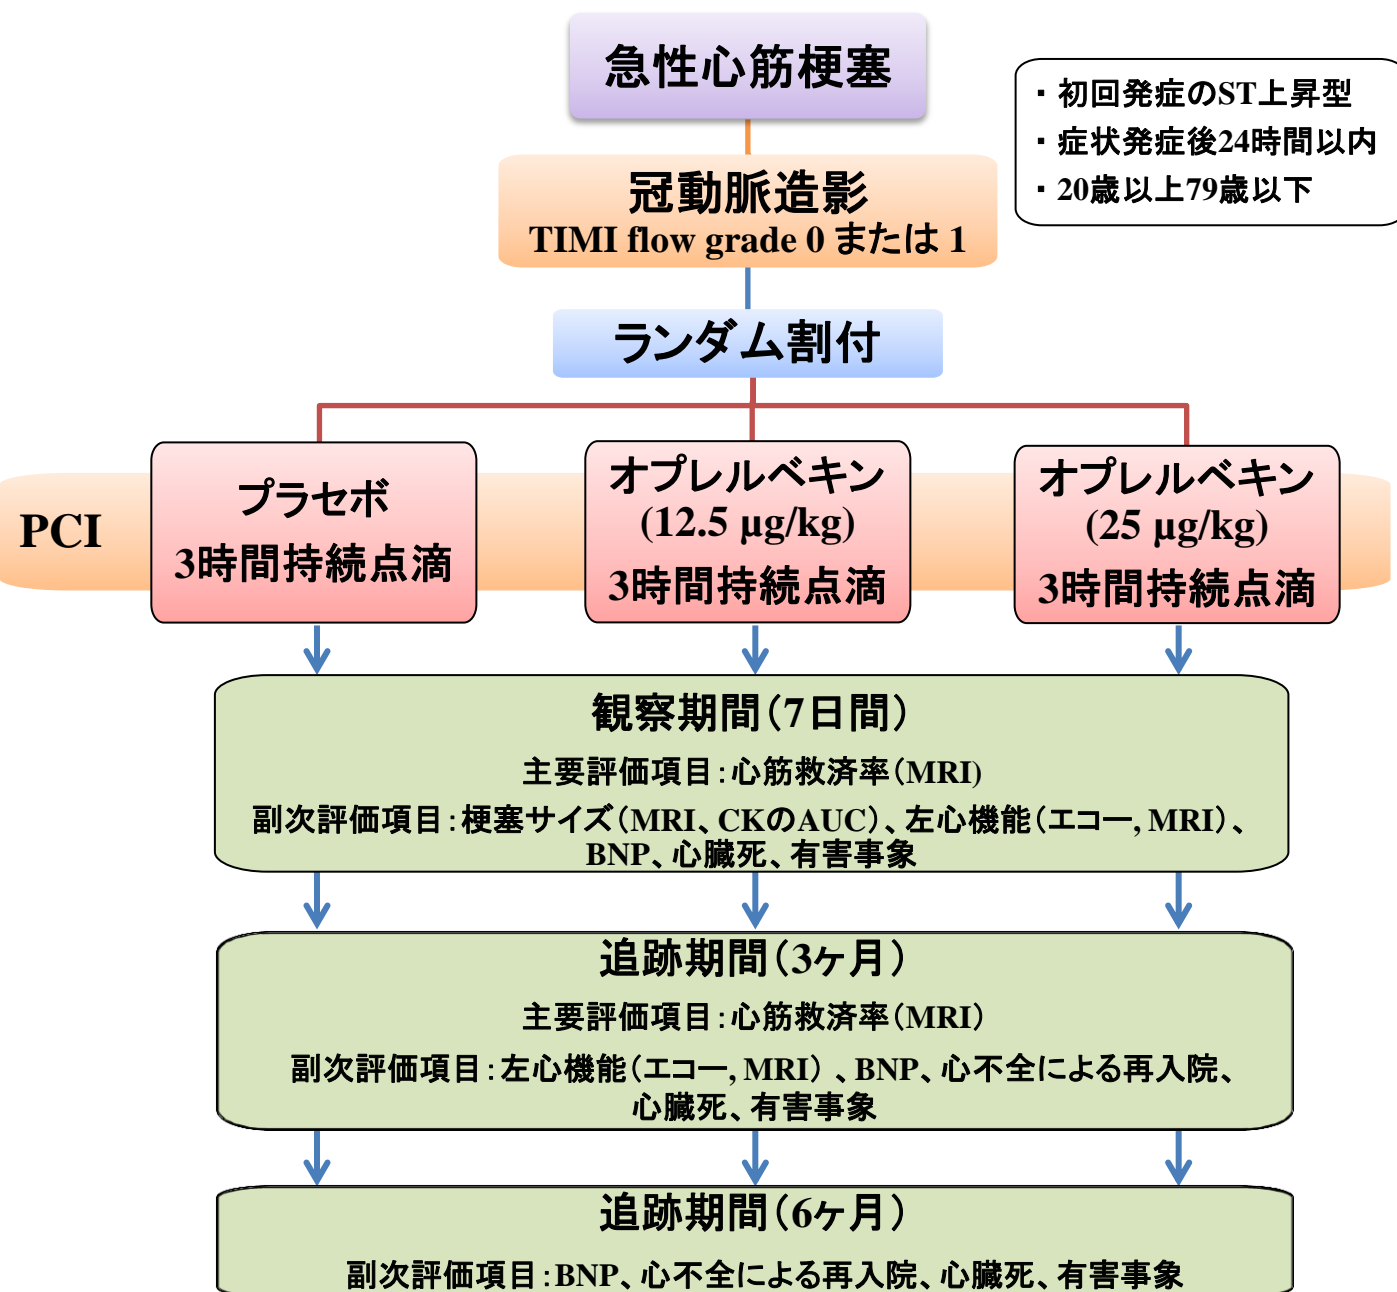 急性心筋梗塞
・初回発症のST上昇型
・症状発症後24時間以内
・20歳以上79歳以下
冠動脈造影
TIMI flow grade 0 または 1
ランダム割付
PCI
プラセボ
3時間持続点滴
オプレルベキン
(12.5 μg/kg)
3時間持続点滴
オプレルベキン
(25 μg/kg)
3時間持続点滴
観察期間(7日間)
主要評価項目:心筋救済率(MRI)
副次評価項目:梗塞サイズ(MRI、CKのAUC)、左心機能(エコー, MRI)、
BNP、心臓死、有害事象
追跡期間(3ヶ月)
主要評価項目:心筋救済率(MRI)
副次評価項目:左心機能(エコー, MRI) 、BNP、心不全による再入院、
心臓死、有害事象
追跡期間(6ヶ月)
副次評価項目:BNP、心不全による再入院、心臓死、有害事象